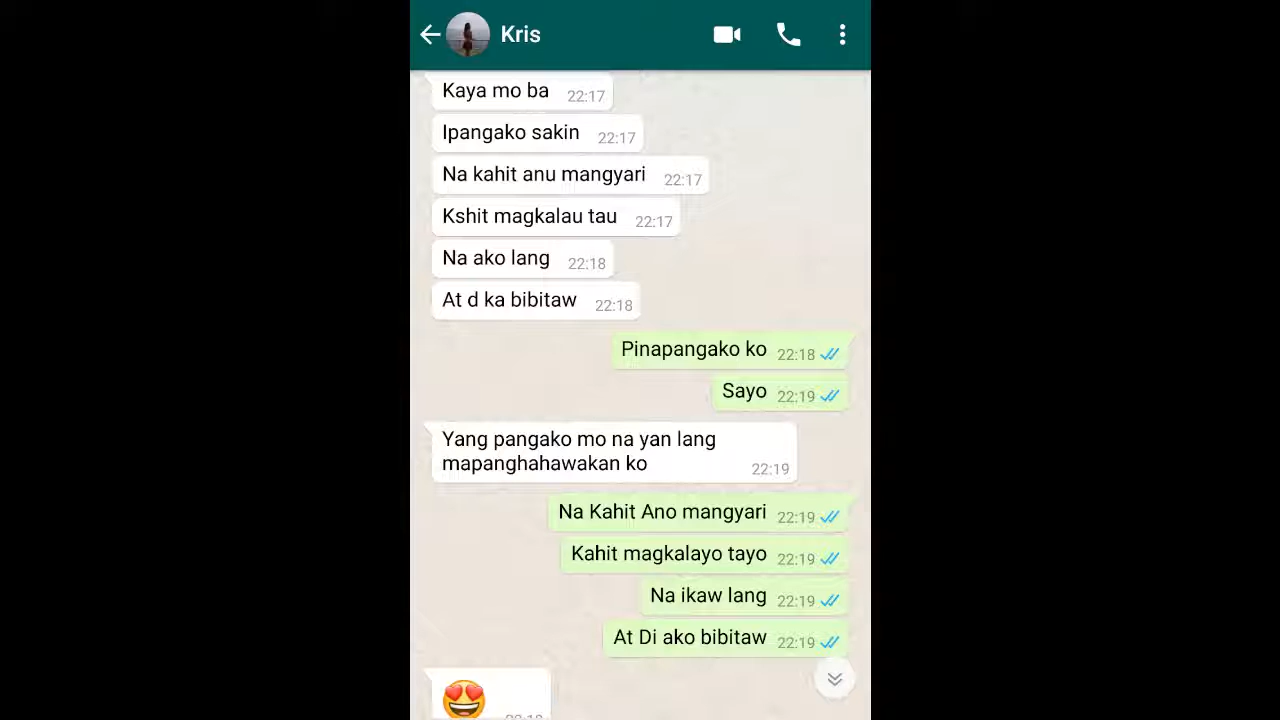 Kris
Kaya mo ba 22:17
Ipangako sakin 22:17
Na kahit anu mangyari 22:17
Kshit magkalau tau 22:17
Na ako lang 22:18
At d ka bibitaw 22:18
Pinapangako ko 22:18
Sayo 22:19
Yang pangako mo na yan lang
mapanghahawakan ko 22:19
Na Kahit Ano mangyari 22:19
Kahit magkalayo tayo 22:19
Na ikaw lang 22:19
At Di ako bibitaw 22:19